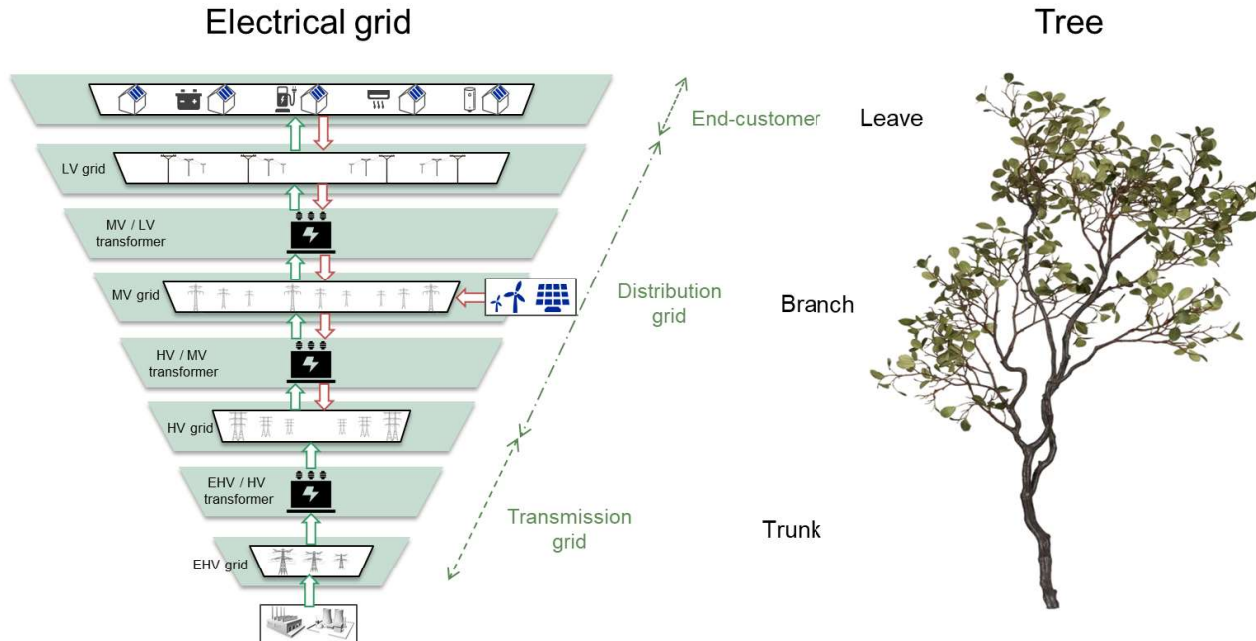 Electrical grid
Tree
End-customer
Leave
LV grid
MV / LV
transformer
MV grid
Distribution
grid
Branch
HV / MV
transformer
HV grid
EHV / HV
transformer
Transmission
grid
Trunk
EHV grid